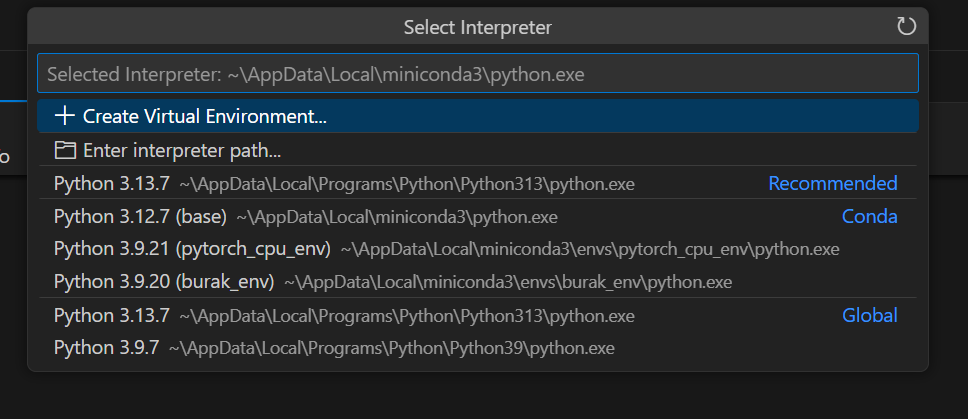 Select Interpreter
Selected Interpreter: ~\AppData\Local\miniconda3\python.exe
+ Create Virtual Environment...
Enter interpreter path...
Python 3.13.7 ~\AppData\Local\Programs\Python\Python313\python.exe Recommended
Python 3.12.7 (base) ~\AppData\Local\miniconda3\python.exe Conda
Python 3.9.21 (pytorch_cpu_env) ~\AppData\Local\miniconda3\envs\pytorch_cpu_env\python.exe
Python 3.9.20 (burak_env) ~\AppData\Local\miniconda3\envs\burak_env\python.exe
Python 3.13.7 ~\AppData\Local\Programs\Python\Python313\python.exe Global
Python 3.9.7 ~\AppData\Local\Programs\Python\Python39\python.exe